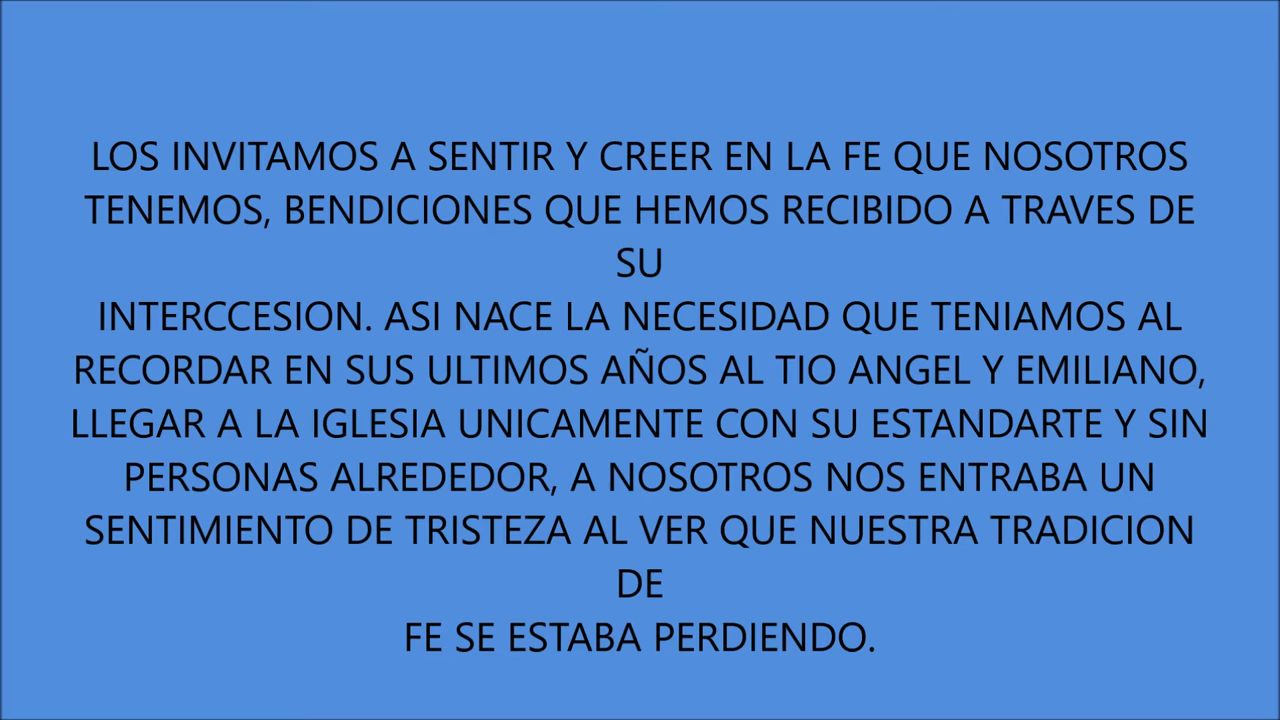 LOS INVITAMOS A SENTIR Y CREER EN LA FE QUE NOSOTROS
TENEMOS, BENDICIONES QUE HEMOS RECIBIDO A TRAVES DE
SU
INTERCCESION. ASI NACE LA NECESIDAD QUE TENIAMOS AL
RECORDAR EN SUS ULTIMOS AÑOS AL TIO ANGEL Y EMILIANO,
LLEGAR A LA IGLESIA UNICAMENTE CON SU ESTANDARTE Y SIN
PERSONAS ALREDEDOR, A NOSOTROS NOS ENTRABA UN
SENTIMIENTO DE TRISTEZA AL VER QUE NUESTRA TRADICION
DE
FE SE ESTABA PERDIENDO.